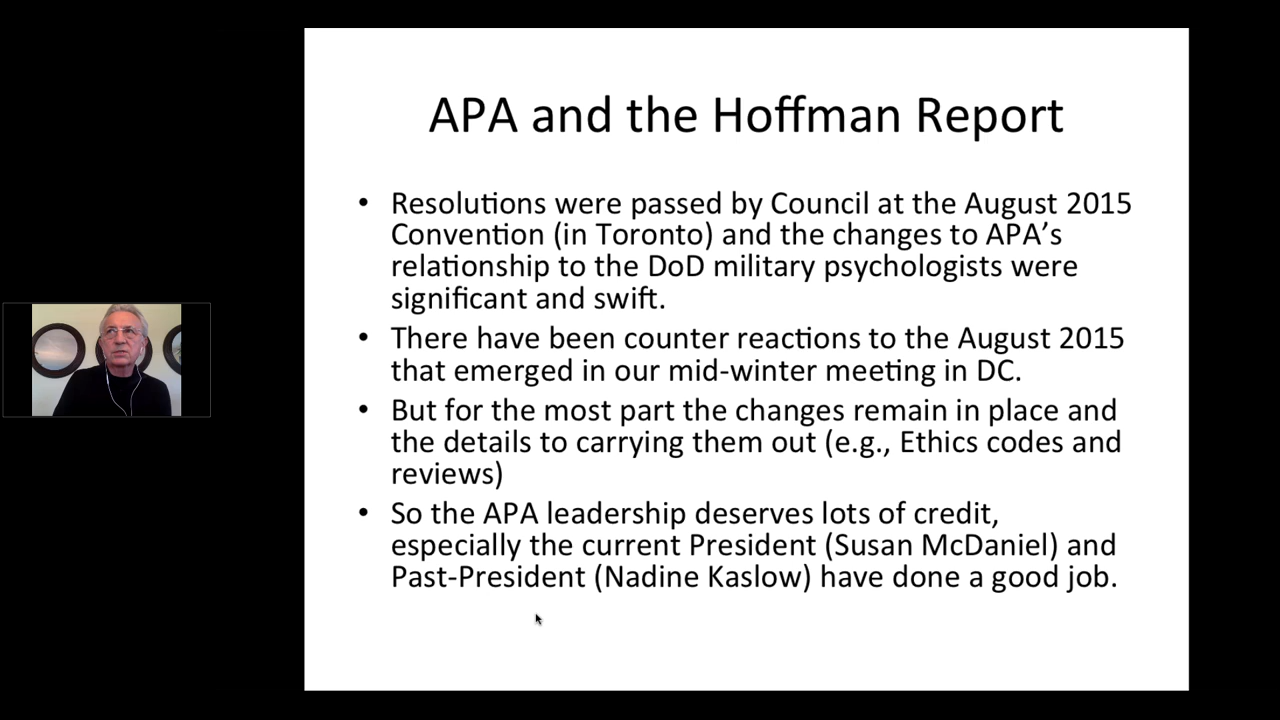 APA and the Hoffman Report
• Resolutions were passed by Council at the August 2015
Convention (in Toronto) and the changes to APA’s
relationship to the DoD military psychologists were
significant and swift.
• There have been counter reactions to the August 2015
that emerged in our mid-winter meeting in DC.
• But for the most part the changes remain in place and
the details to carrying them out (e.g., Ethics codes and
reviews)
• So the APA leadership deserves lots of credit,
especially the current President (Susan McDaniel) and
Past-President (Nadine Kaslow) have done a good job.